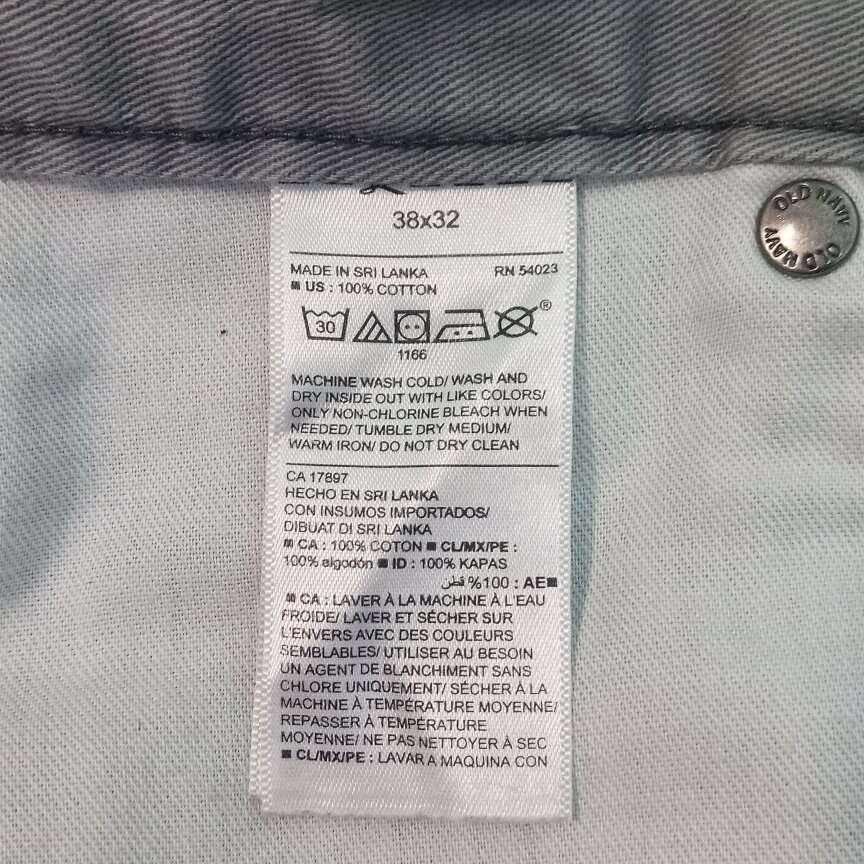 38x32
MADE IN SRI LANKA RN 54023
■ US : 100% COTTON
30
®
1166
MACHINE WASH COLD/ WASH AND
DRY INSIDE OUT WITH LIKE COLORS/
ONLY NON-CHLORINE BLEACH WHEN
NEEDED/ TUMBLE DRY MEDIUM/
WARM IRON/ DO NOT DRY CLEAN
CA 17897
HECHO EN SRI LANKA
CON INSUMOS IMPORTADOS/
DIBUAT DI SRI LANKA
■ CA : 100% COTON ■ CL/MX/PE :
100% algodón ■ ID : 100% KAPAS
■AE : 100% قطن
■ CA : LAVER À LA MACHINE À L'EAU
FROIDE/ LAVER ET SÉCHER SUR
L'ENVERS AVEC DES COULEURS
SEMBLABLES/ UTILISER AU BESOIN
UN AGENT DE BLANCHIMENT SANS
CHLORE UNIQUEMENT/ SÉCHER À LA
MACHINE À TEMPÉRATURE MOYENNE/
REPASSER À TEMPÉRATURE
MOYENNE/ NE PAS NETTOYER À SEC
■ CL/MX/PE : LAVAR A MAQUINA CON
OLD NAVY OLD NAVY